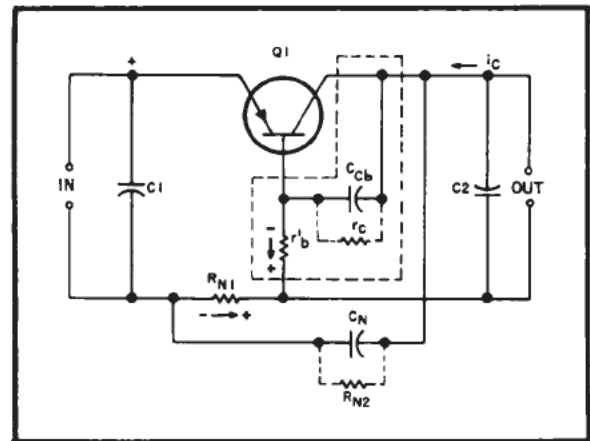 Q1
+
iC
IN
C1
CCb
C2
OUT
rC
r'b
-
+
RN1
- +
CN
RN2